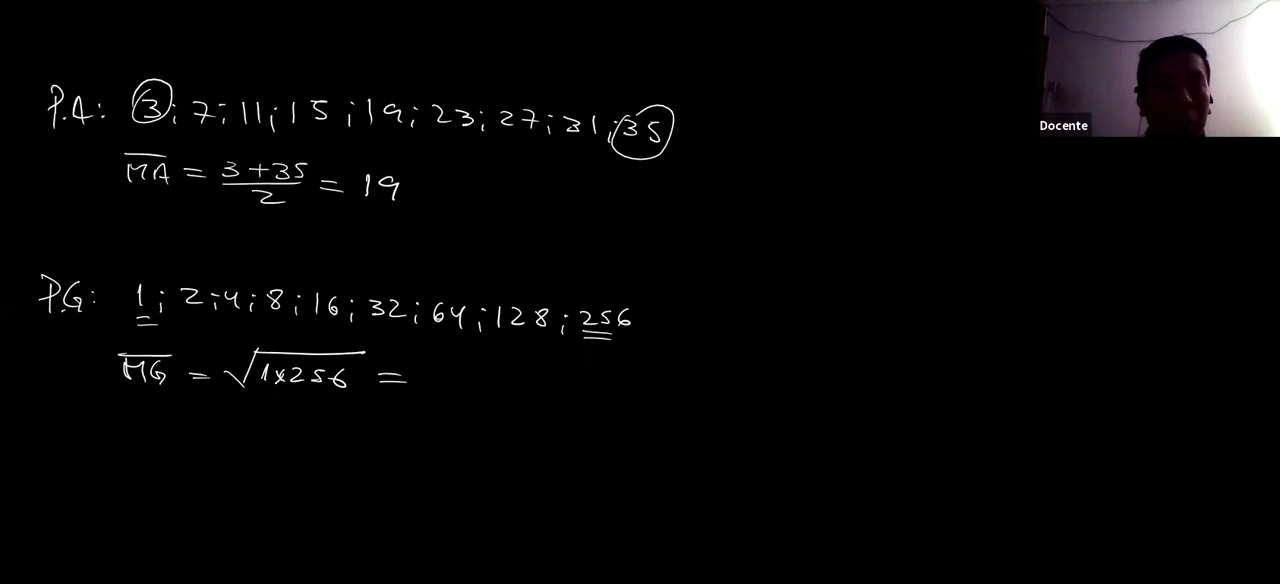 P.A: 3; 7; 11; 15; 19; 23; 27; 31; 35
MA = 3+35/2 = 19
P.G: 1; 2; 4; 8; 16; 32; 64; 128; 256
MG = √1x256 =
Docente